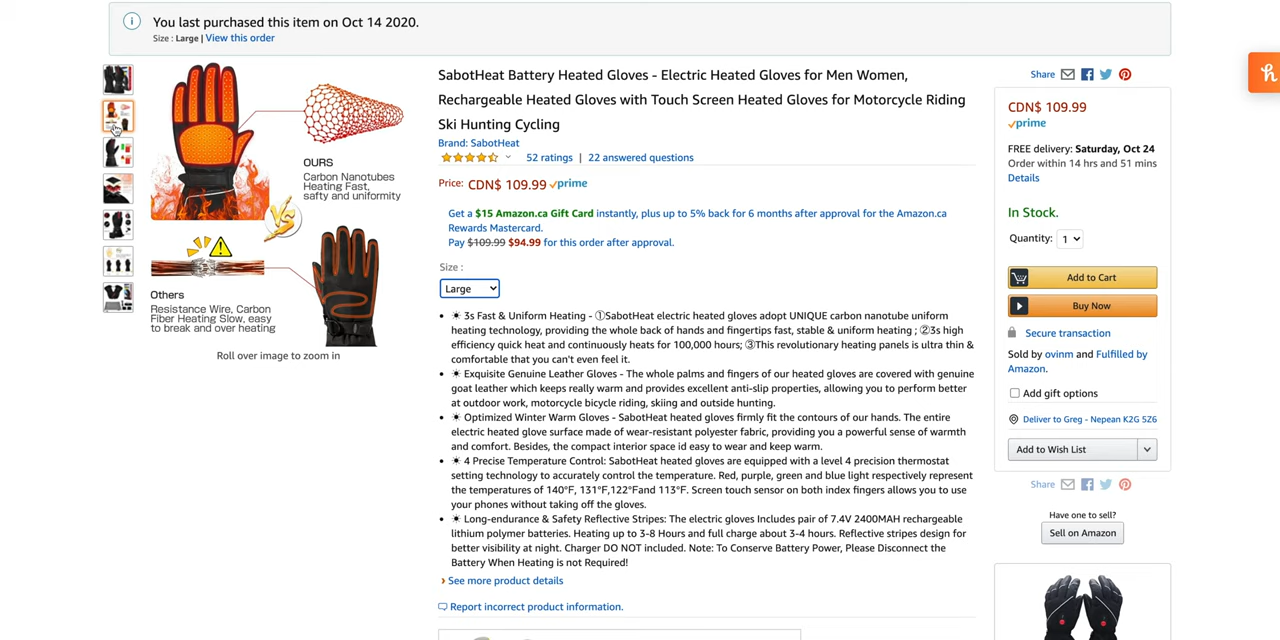 You last purchased this item on Oct 14 2020.
Size : Large | View this order
OURS
Carbon Nanotubes
Heating Fast,
safty and uniformity
VS
Others
Resistance Wire, Carbon
Fiber Heating Slow, easy
to break and over heating
Roll over image to zoom in
SabotHeat Battery Heated Gloves - Electric Heated Gloves for Men Women,
Rechargeable Heated Gloves with Touch Screen Heated Gloves for Motorcycle Riding
Ski Hunting Cycling
Brand: SabotHeat
52 ratings | 22 answered questions
Price: CDN$ 109.99 prime
Get a $15 Amazon.ca Gift Card instantly, plus up to 5% back for 6 months after approval for the Amazon.ca
Rewards Mastercard.
Pay $109.99 $94.99 for this order after approval.
Size :
Large
• ☀ 3s Fast & Uniform Heating - ①SabotHeat electric heated gloves adopt UNIQUE carbon nanotube uniform
heating technology, providing the whole back of hands and fingertips fast, stable & uniform heating ; ②3s high
efficiency quick heat and continuously heats for 100,000 hours; ③This revolutionary heating panels is ultra thin &
comfortable that you can't even feel it.
• ☀ Exquisite Genuine Leather Gloves - The whole palms and fingers of our heated gloves are covered with genuine
goat leather which keeps really warm and provides excellent anti-slip properties, allowing you to perform better
at outdoor work, motorcycle bicycle riding, skiing and outside hunting.
• ☀ Optimized Winter Warm Gloves - SabotHeat heated gloves firmly fit the contours of our hands. The entire
electric heated glove surface made of wear-resistant polyester fabric, providing you a powerful sense of warmth
and comfort. Besides, the compact interior space id easy to wear and keep warm.
• ☀ 4 Precise Temperature Control: SabotHeat heated gloves are equipped with a level 4 precision thermostat
setting technology to accurately control the temperature. Red, purple, green and blue light respectively represent
the temperatures of 140°F, 131°F,122°Fand 113°F. Screen touch sensor on both index fingers allows you to use
your phones without taking off the gloves.
• ☀ Long-endurance & Safety Reflective Stripes: The electric gloves Includes pair of 7.4V 2400MAH rechargeable
lithium polymer batteries. Heating up to 3-8 Hours and full charge about 3-4 hours. Reflective stripes design for
better visibility at night. Charger DO NOT included. Note: To Conserve Battery Power, Please Disconnect the
Battery When Heating is not Required!
› See more product details
Report incorrect product information.
Share
CDN$ 109.99
prime
FREE delivery: Saturday, Oct 24
Order within 14 hrs and 51 mins
Details
In Stock.
Quantity: 1
Add to Cart
Buy Now
Secure transaction
Sold by ovinm and Fulfilled by
Amazon.
Add gift options
Deliver to Greg - Nepean K2G 5Z6
Add to Wish List
Share
Have one to sell?
Sell on Amazon